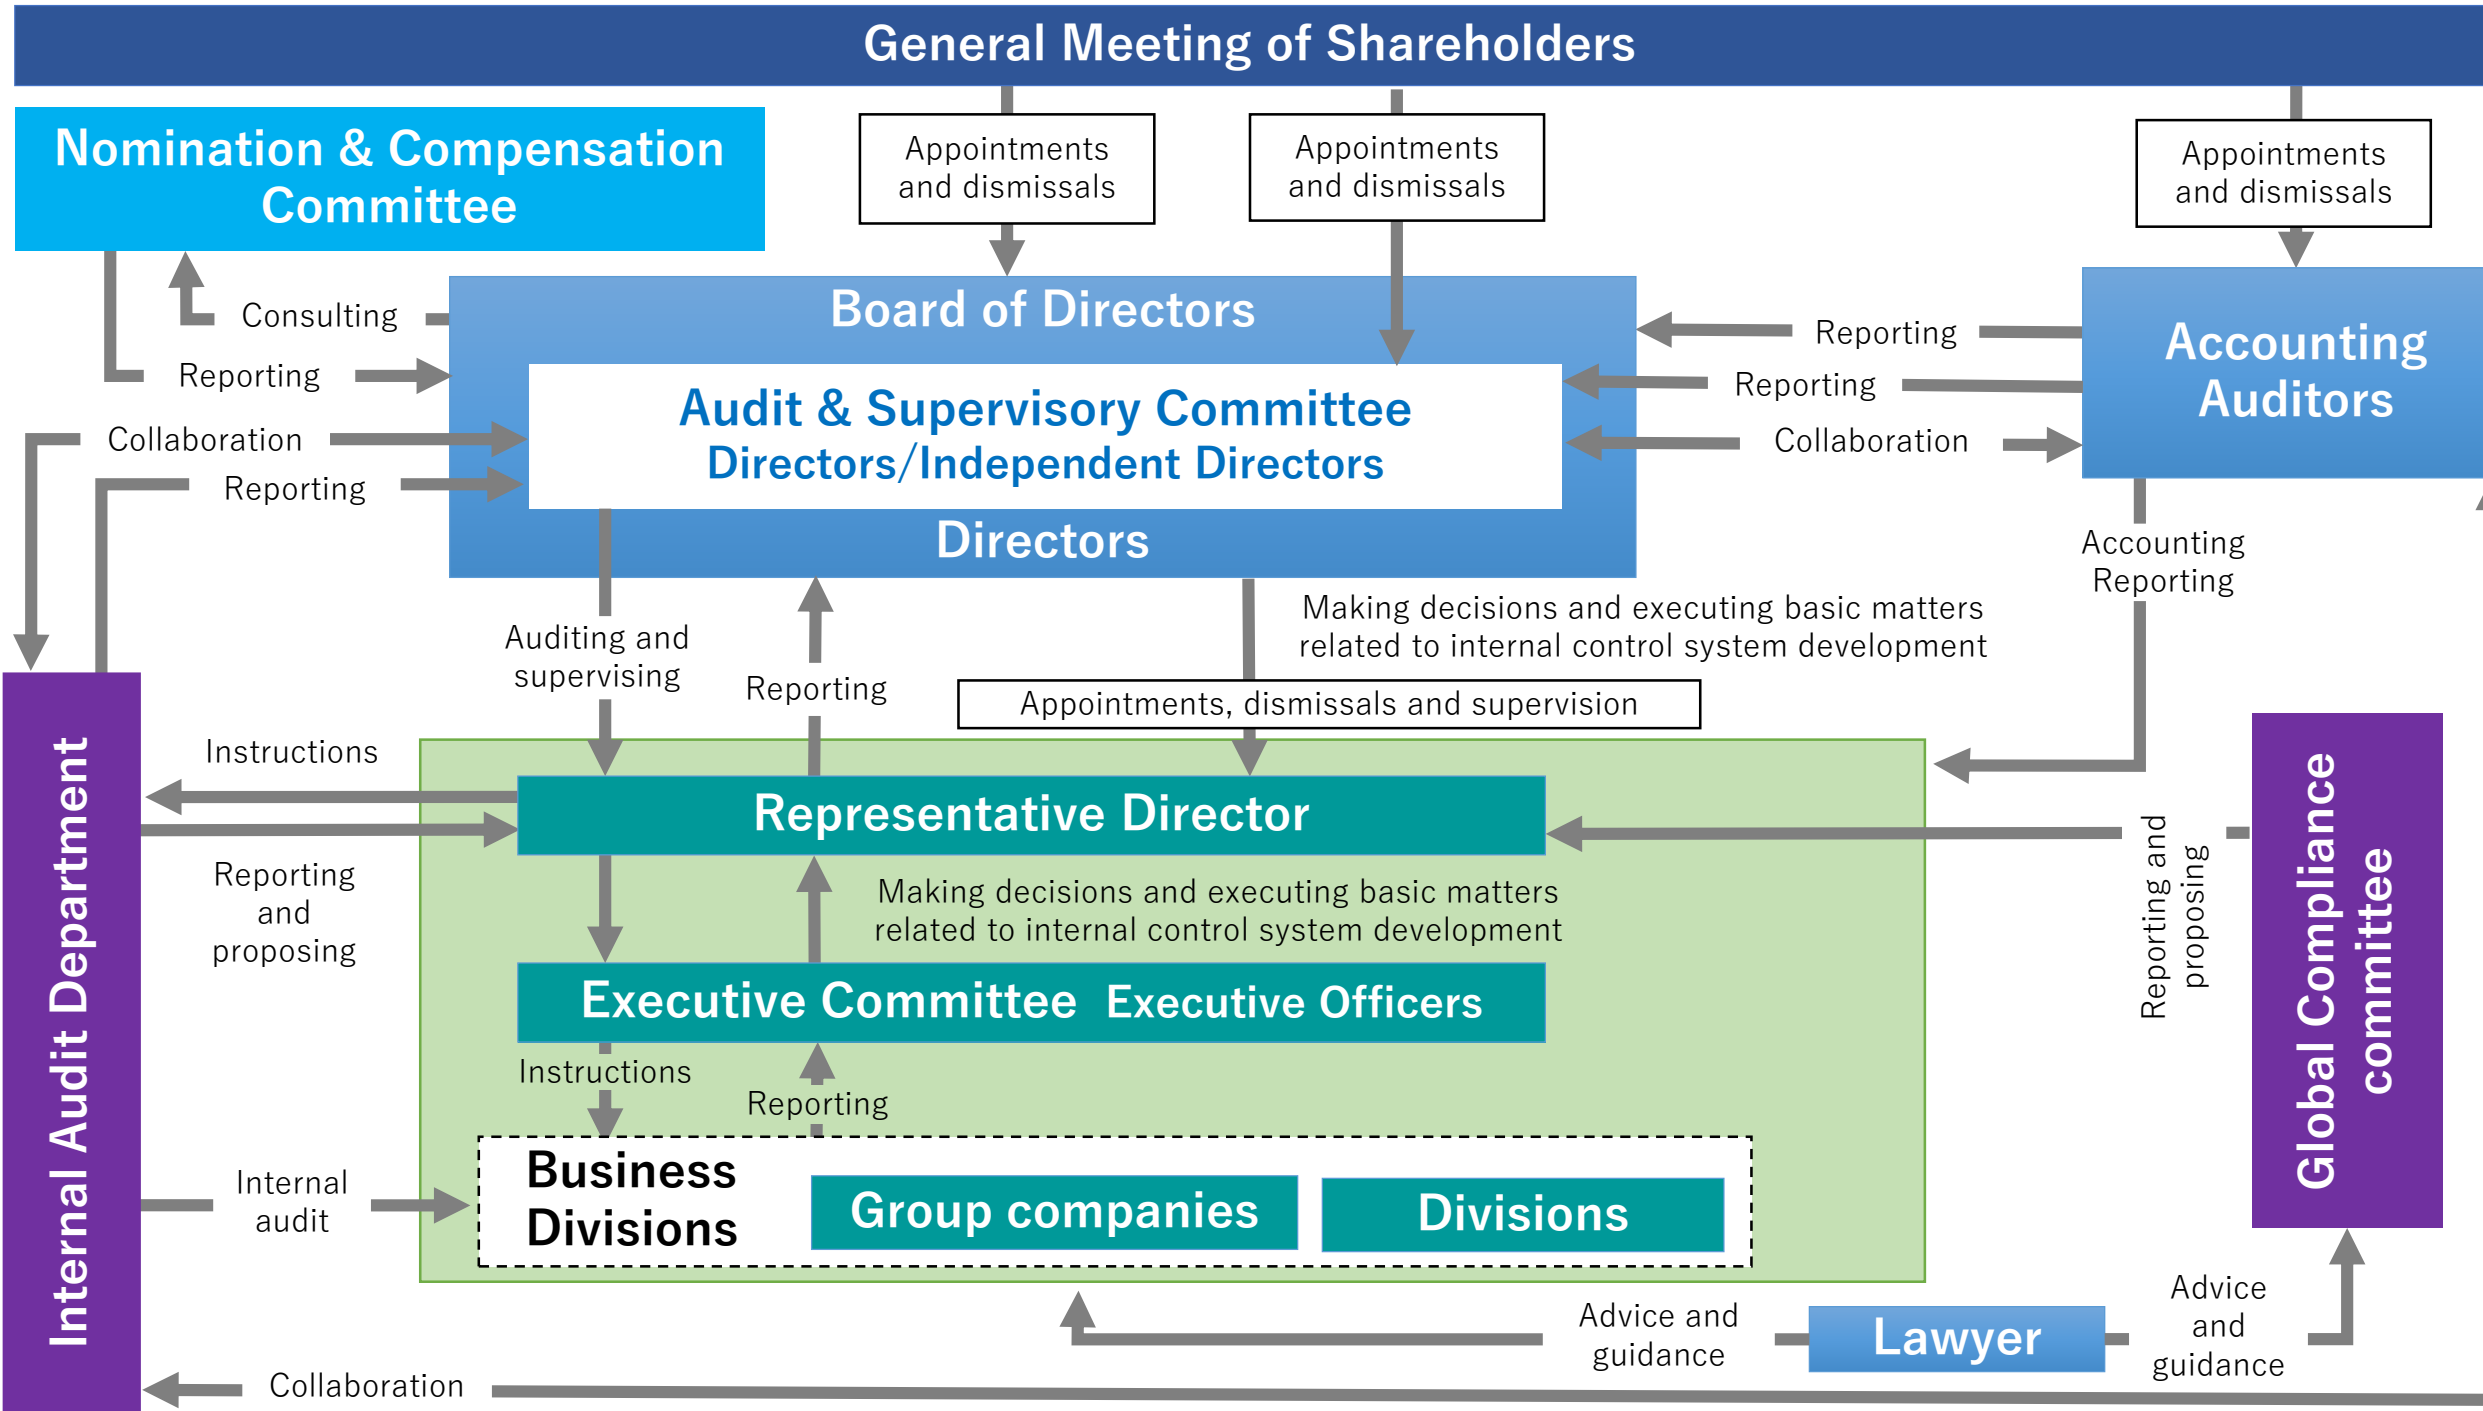 General Meeting of Shareholders
Nomination & Compensation
Committee
Appointments
and dismissals
Appointments
and dismissals
Appointments
and dismissals
Consulting
Reporting
Board of Directors
Audit & Supervisory Committee
Directors/Independent Directors
Directors
Reporting
Reporting
Collaboration
Accounting
Auditors
Collaboration
Reporting
Accounting
Reporting
Auditing and
supervising
Reporting
Making decisions and executing basic matters
related to internal control system development
Appointments, dismissals and supervision
Internal Audit Department
Instructions
Reporting
and
proposing
Representative Director
Making decisions and executing basic matters
related to internal control system development
Executive Committee Executive Officers
Instructions
Reporting
Reporting and
proposing
Global Compliance
committee
Internal
audit
Business
Divisions
Group companies
Divisions
Advice and
guidance
Lawyer
Advice
and
guidance
Collaboration